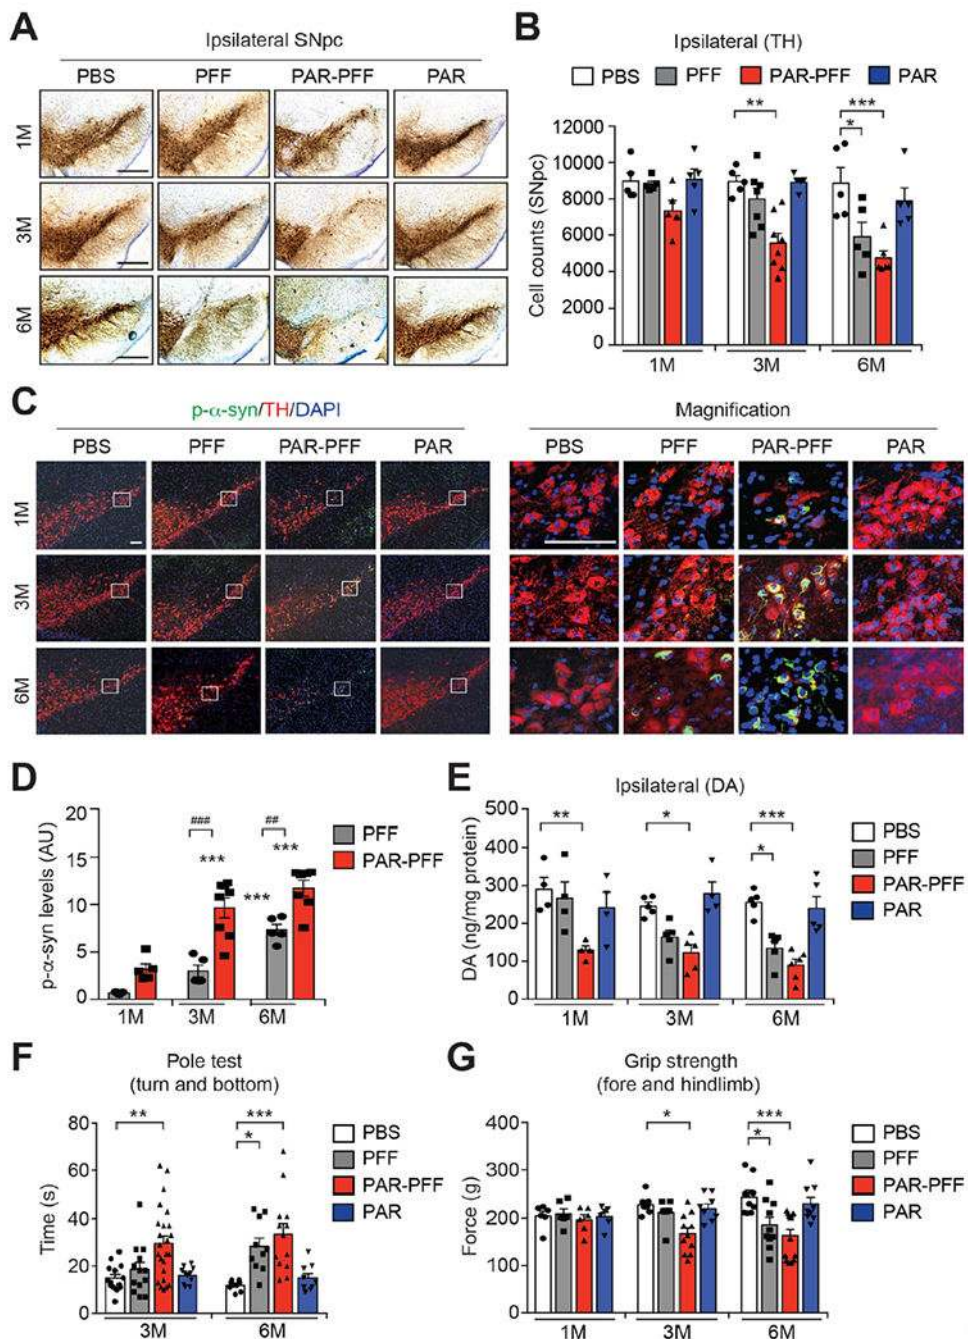 A
Ipsilateral SNpc
PBS PFF PAR-PFF PAR
1M
3M
6M
B
Ipsilateral (TH)
PBS PFF PAR-PFF PAR
** ***
*
Cell counts (SNpc)
12000
10000
8000
6000
4000
2000
0
1M 3M 6M
C
p-α-syn/TH/DAPI
PBS PFF PAR-PFF PAR
1M
3M
6M
Magnification
PBS PFF PAR-PFF PAR
D
p-α-syn levels (AU)
20
15
10
5
0
### ##
*** *** ***
PFF
PAR-PFF
1M 3M 6M
E
Ipsilateral (DA)
DA (ng/mg protein)
500
400
300
200
100
0
** * ***
*
PBS
PFF
PAR-PFF
PAR
1M 3M 6M
F
Pole test
(turn and bottom)
Time (s)
80
60
40
20
0
** ***
*
PBS
PFF
PAR-PFF
PAR
3M 6M
G
Grip strength
(fore and hindlimb)
Force (g)
400
300
200
100
0
* ***
*
PBS
PFF
PAR-PFF
PAR
1M 3M 6M